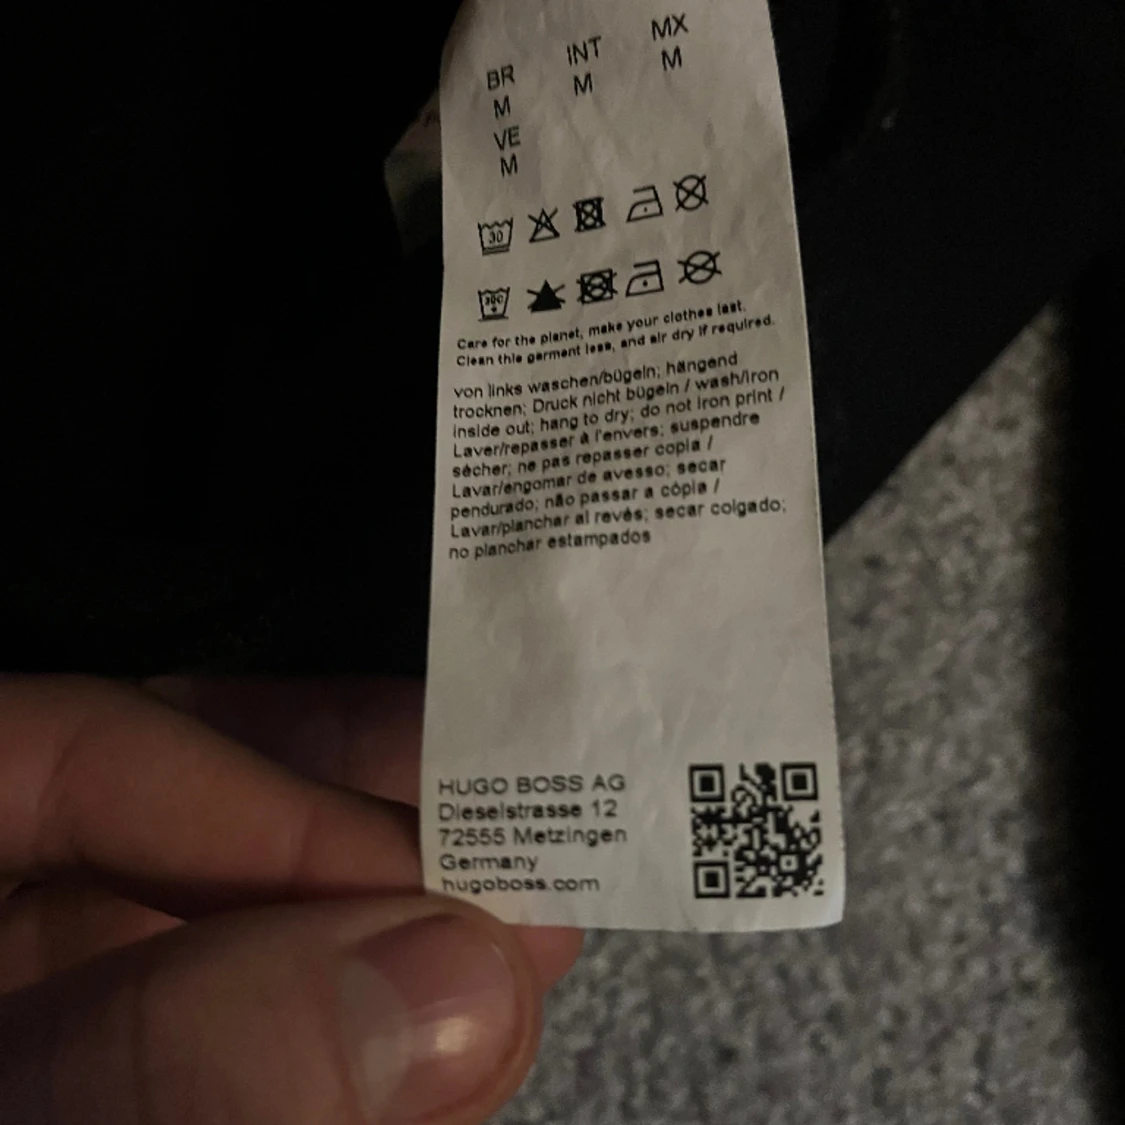 BR INT MX
M M M
VE
M
30
30C
Care for the planet, make your clothes last.
Clean this garment less, and air dry if required.
von links waschen/bügeln; hängend
trocknen; Druck nicht bügeln / wash/iron
inside out; hang to dry; do not iron print /
Laver/repasser à l'envers; suspendre
sécher; ne pas repasser copia /
Lavar/engomar de avesso; secar
pendurado; não passar a cópia /
Lavar/planchar al revés; secar colgado;
no planchar estampados
HUGO BOSS AG
Dieselstrasse 12
72555 Metzingen
Germany
hugoboss.com